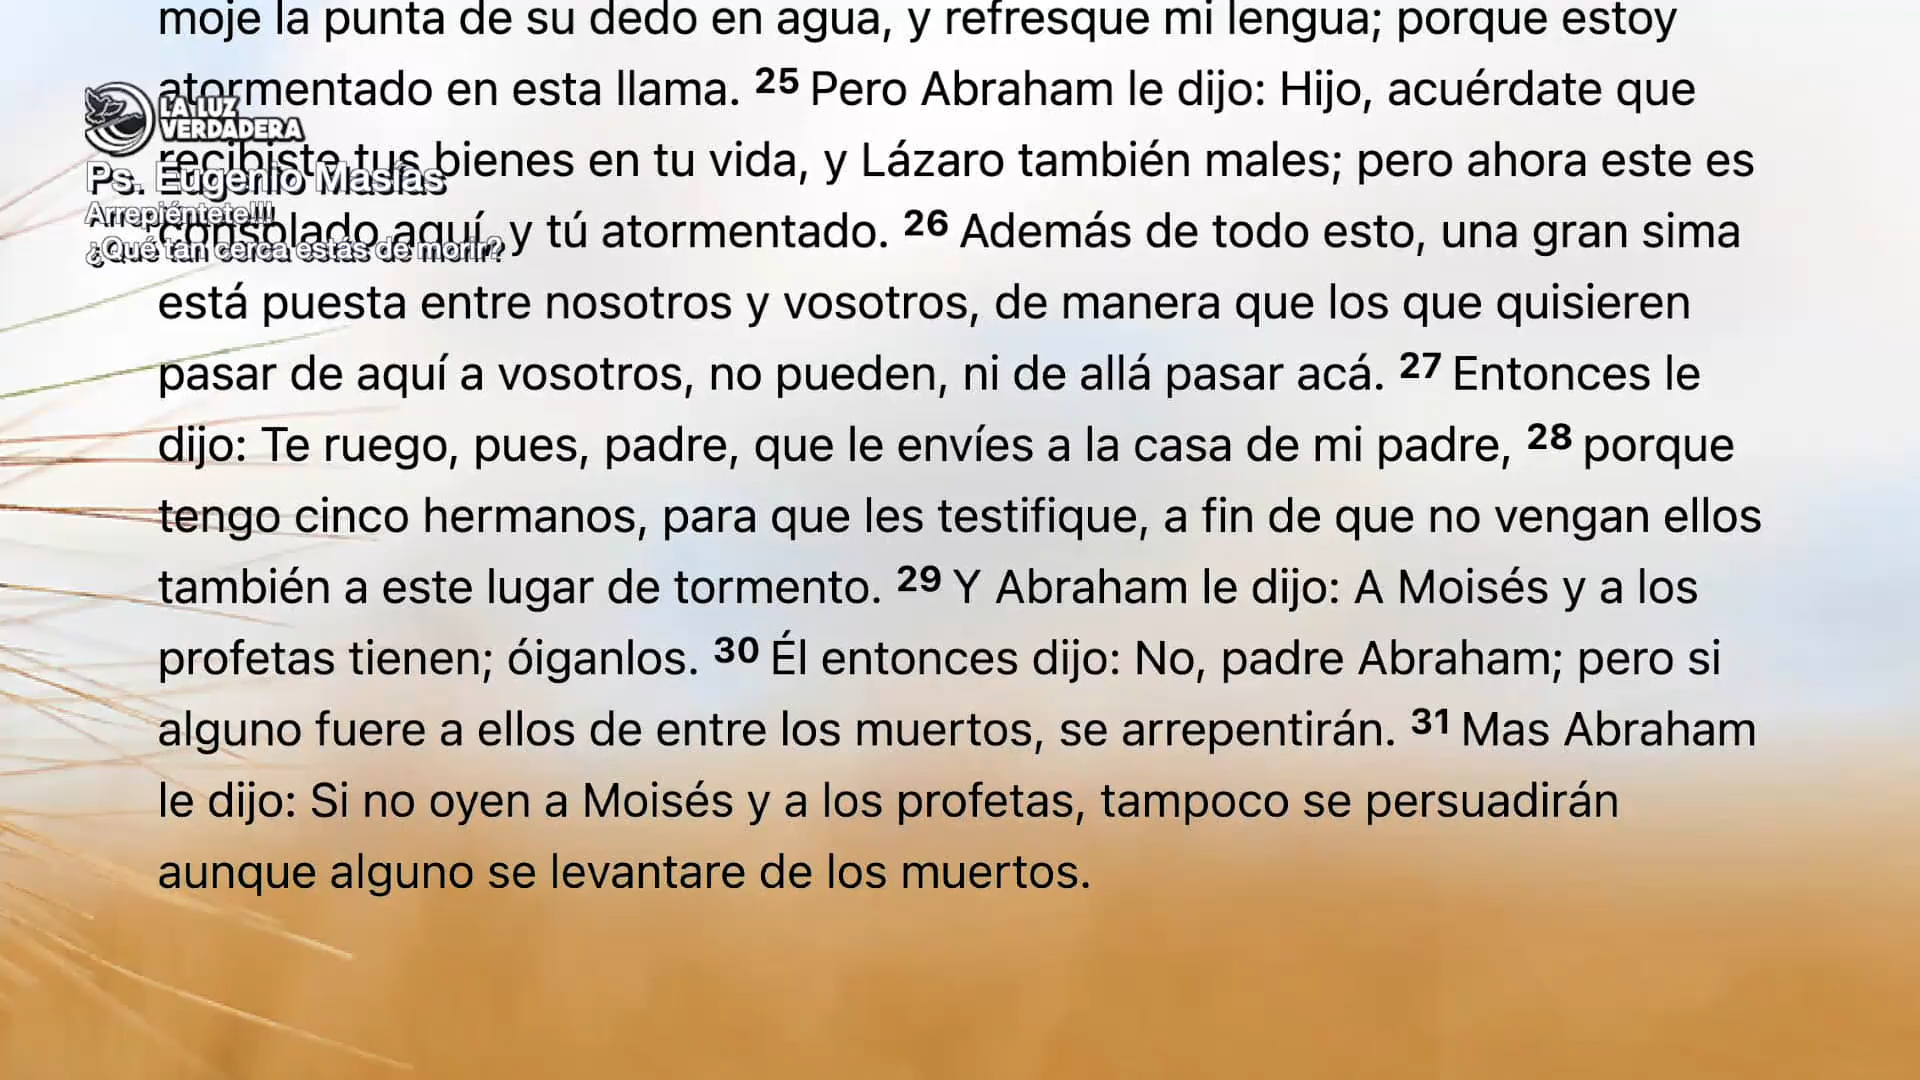 moje la punta de su dedo en agua, y refresque mi lengua; porque estoy
atormentado en esta llama. 25 Pero Abraham le dijo: Hijo, acuérdate que
LA LUZ
VERDADERA
recibiste tus bienes en tu vida, y Lázaro también males; pero ahora este es
Ps. Eugenio Masías
Arrepiéntete!!!
consolado aquí, y tú atormentado. 26 Además de todo esto, una gran sima
¿Qué tan cerca estás de morir?
está puesta entre nosotros y vosotros, de manera que los que quisieren
pasar de aquí a vosotros, no pueden, ni de allá pasar acá. 27 Entonces le
dijo: Te ruego, pues, padre, que le envíes a la casa de mi padre, 28 porque
tengo cinco hermanos, para que les testifique, a fin de que no vengan ellos
también a este lugar de tormento. 29 Y Abraham le dijo: A Moisés y a los
profetas tienen; óiganlos. 30 Él entonces dijo: No, padre Abraham; pero si
alguno fuere a ellos de entre los muertos, se arrepentirán. 31 Mas Abraham
le dijo: Si no oyen a Moisés y a los profetas, tampoco se persuadirán
aunque alguno se levantare de los muertos.